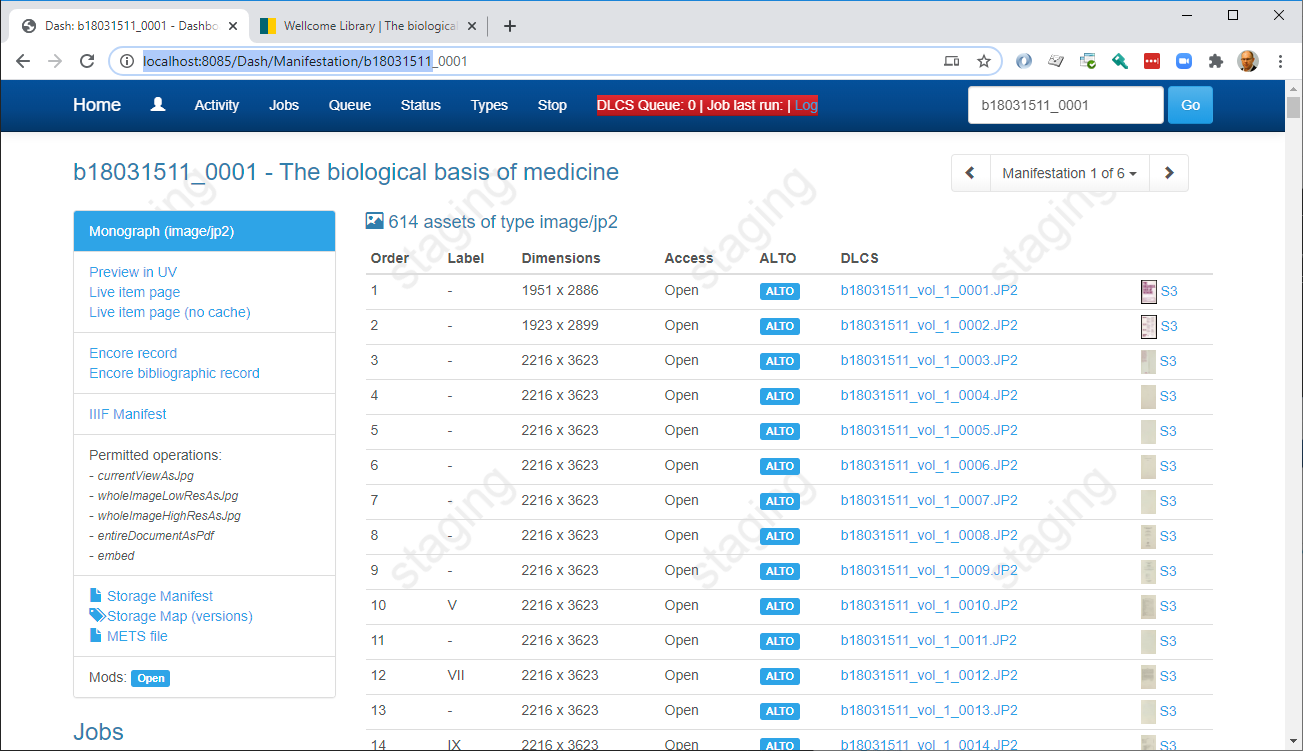 Dash: b18031511_0001 - Dashbo
Wellcome Library | The biological
localhost:8085/Dash/Manifestation/b18031511_0001
Home Activity Jobs Queue Status Types Stop DLCS Queue: 0 | Job last run: | Log b18031511_0001 Go
b18031511_0001 - The biological basis of medicine
Manifestation 1 of 6
Monograph (image/jp2)
Preview in UV
Live item page
Live item page (no cache)
Encore record
Encore bibliographic record
IIIF Manifest
Permitted operations:
- currentViewAsJpg
- wholeImageLowResAsJpg
- wholeImageHighResAsJpg
- entireDocumentAsPdf
- embed
Storage Manifest
Storage Map (versions)
METS file
Mods: Open
Jobs
614 assets of type image/jp2
Order Label Dimensions Access ALTO DLCS
1 - 1951 x 2886 Open ALTO b18031511_vol_1_0001.JP2 S3
2 - 1923 x 2899 Open ALTO b18031511_vol_1_0002.JP2 S3
3 - 2216 x 3623 Open ALTO b18031511_vol_1_0003.JP2 S3
4 - 2216 x 3623 Open ALTO b18031511_vol_1_0004.JP2 S3
5 - 2216 x 3623 Open ALTO b18031511_vol_1_0005.JP2 S3
6 - 2216 x 3623 Open ALTO b18031511_vol_1_0006.JP2 S3
7 - 2216 x 3623 Open ALTO b18031511_vol_1_0007.JP2 S3
8 - 2216 x 3623 Open ALTO b18031511_vol_1_0008.JP2 S3
9 - 2216 x 3623 Open ALTO b18031511_vol_1_0009.JP2 S3
10 V 2216 x 3623 Open ALTO b18031511_vol_1_0010.JP2 S3
11 - 2216 x 3623 Open ALTO b18031511_vol_1_0011.JP2 S3
12 VII 2216 x 3623 Open ALTO b18031511_vol_1_0012.JP2 S3
13 - 2216 x 3623 Open ALTO b18031511_vol_1_0013.JP2 S3
14 IX 2216 x 3623 Open ALTO b18031511_vol_1_0014.JP2 S3
staging
staging
staging
staging
staging
staging
staging